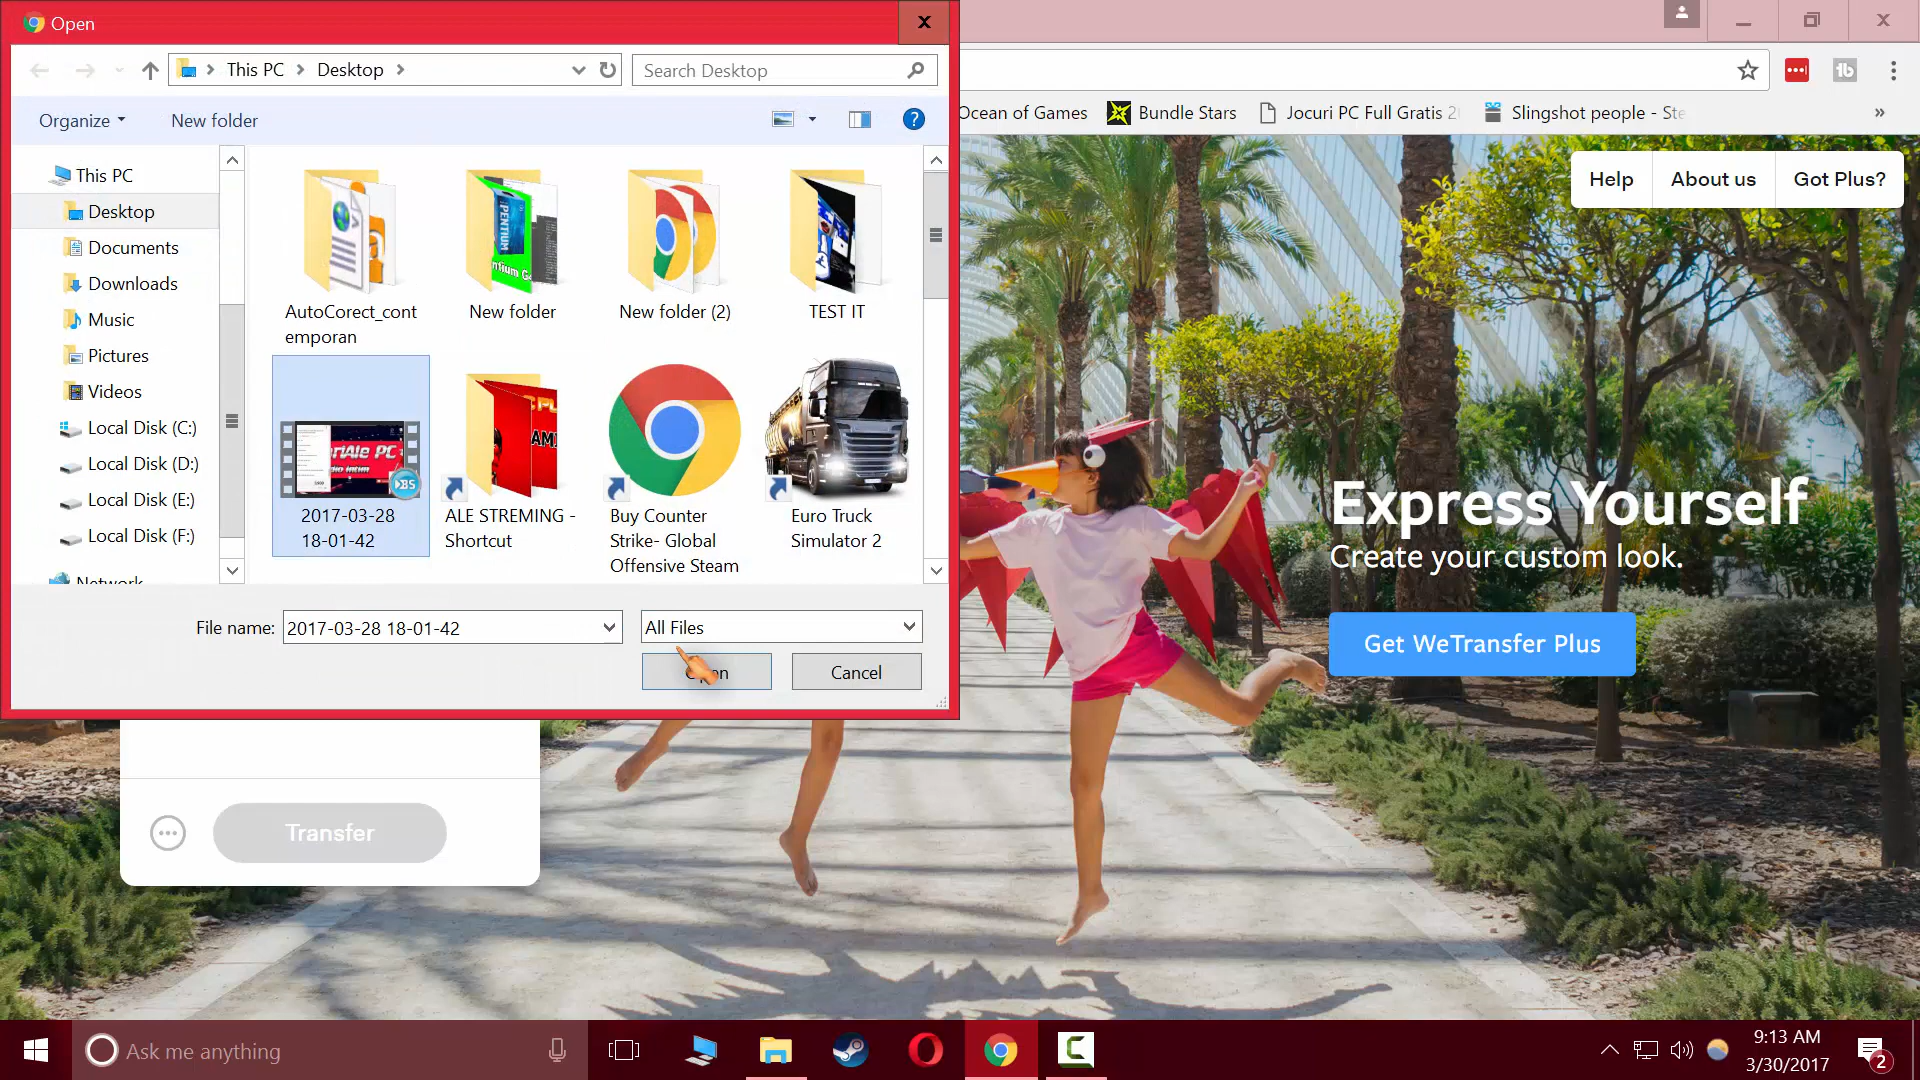 Open
This PC > Desktop >
Search Desktop
Organize
New folder
Ocean of Games
Bundle Stars
Jocuri PC Full Gratis
Slingshot people - Ste
»
This PC
Desktop
Documents
Downloads
Music
Pictures
Videos
Local Disk (C:)
Local Disk (D:)
Local Disk (E:)
Local Disk (F:)
Network
AutoCorect_cont
emporan
New folder
New folder (2)
TEST IT
2017-03-28
18-01-42
ALE STREMING -
Shortcut
Buy Counter
Strike- Global
Offensive Steam
Euro Truck
Simulator 2
File name:
2017-03-28 18-01-42
All Files
Open
Cancel
Help
About us
Got Plus?
Express Yourself
Create your custom look.
Get WeTransfer Plus
Transfer
Ask me anything
9:13 AM
3/30/2017
2